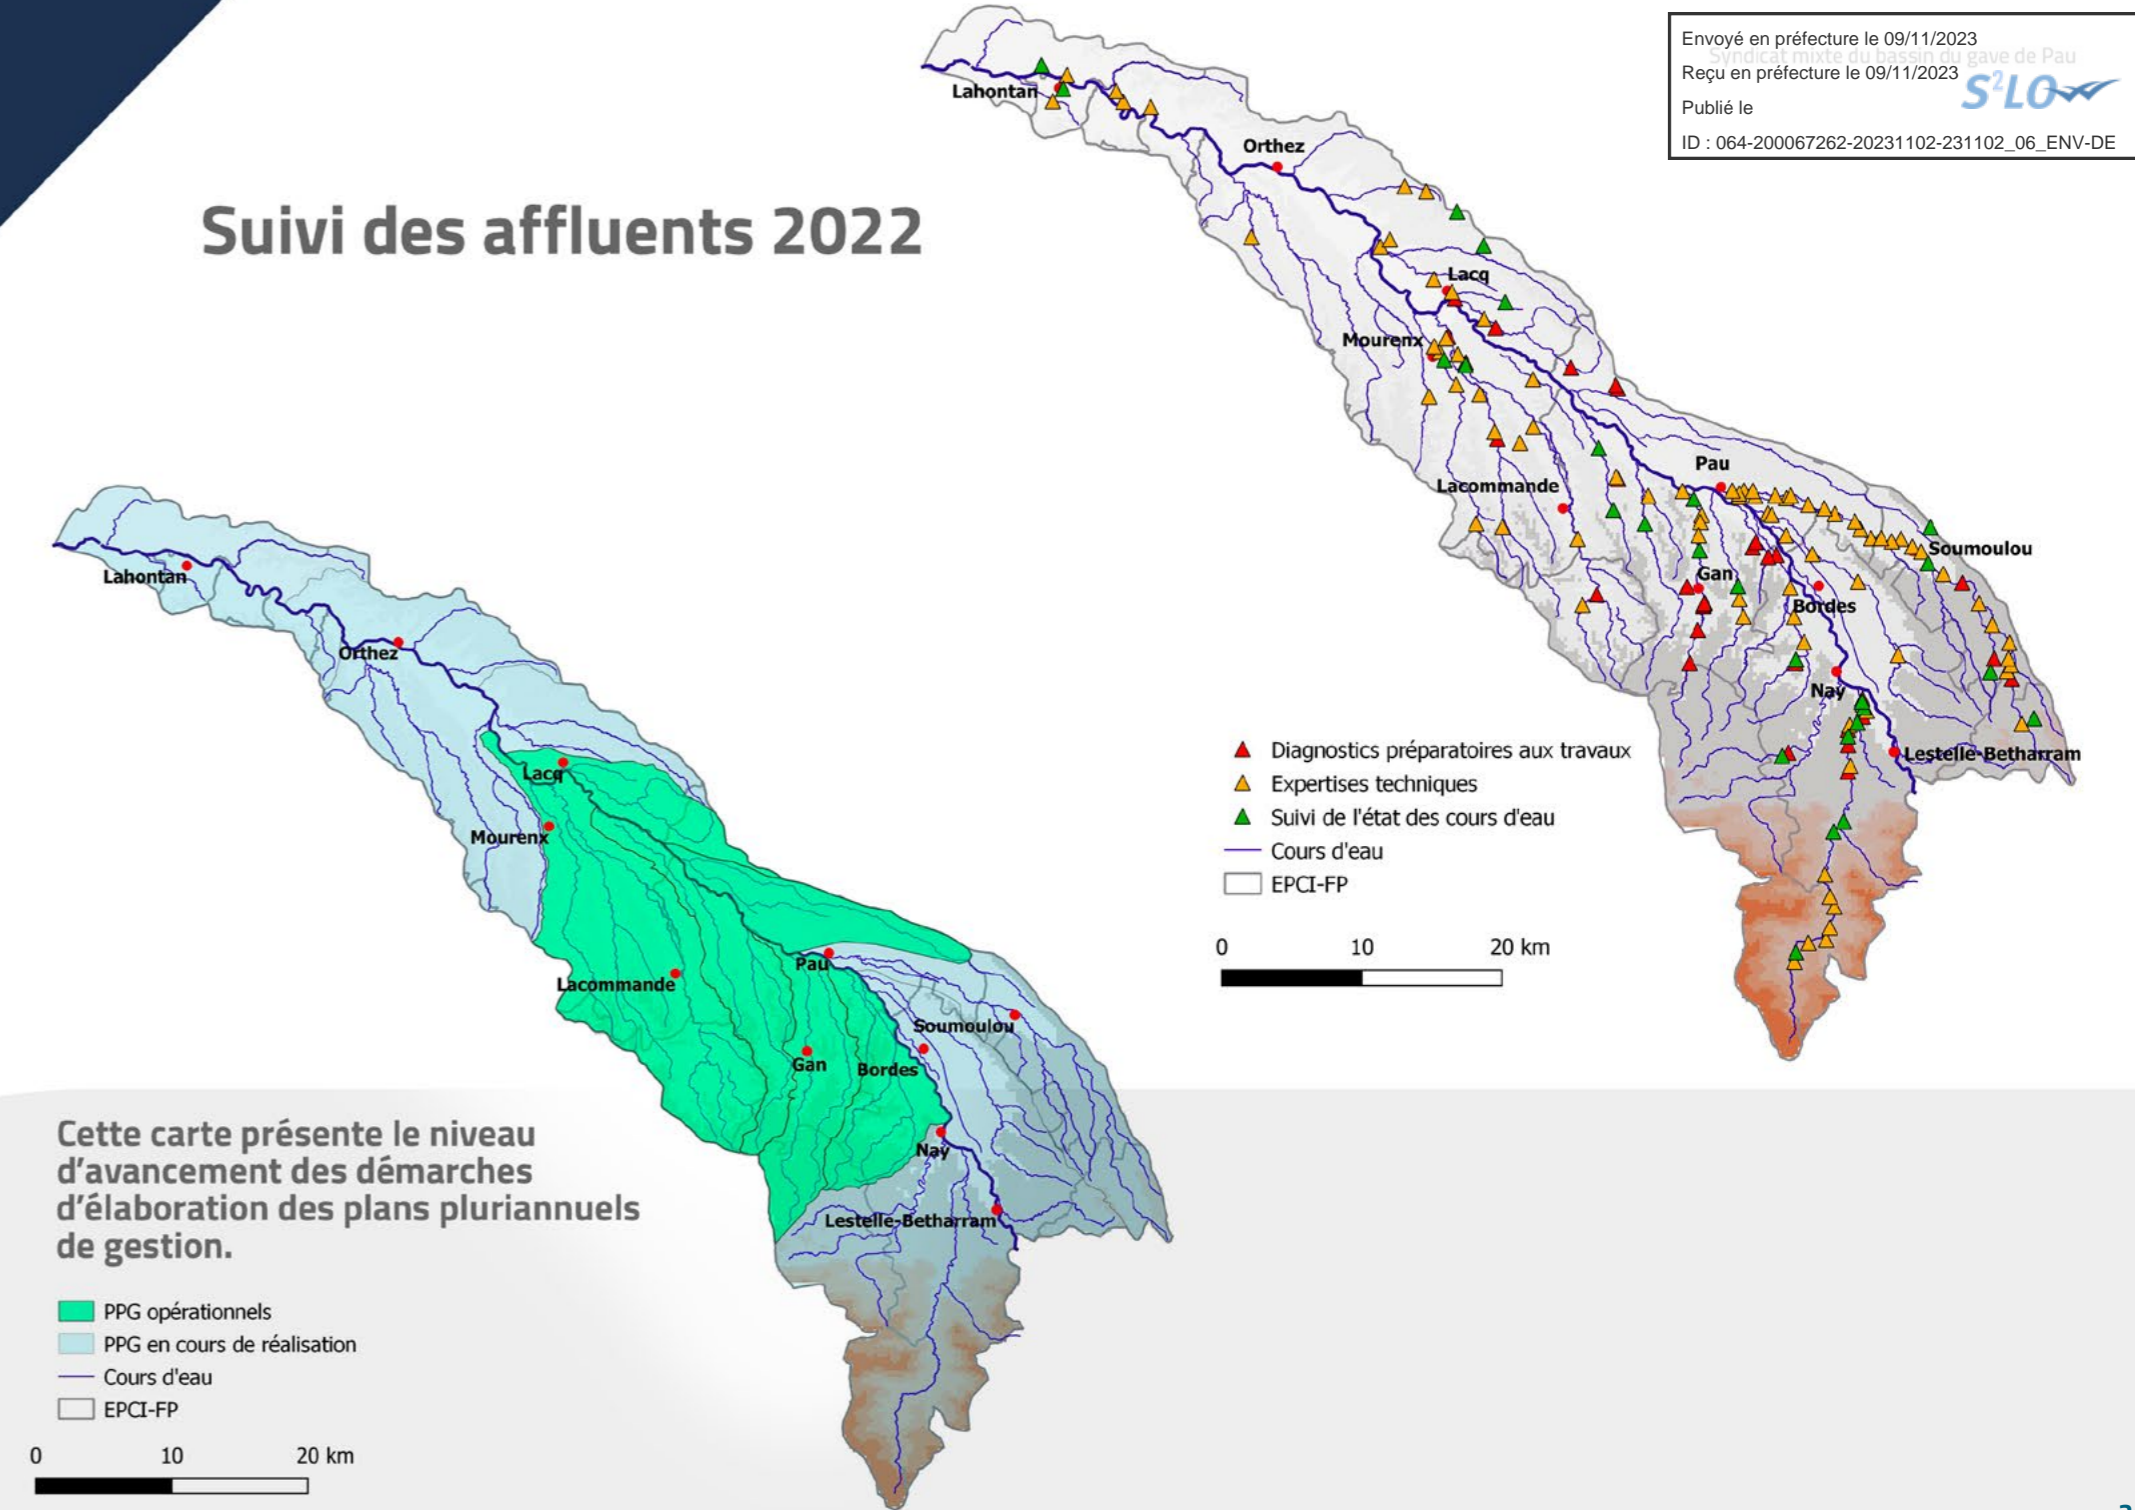 Envoyé en préfecture le 09/11/2023
Syndicat mixte du bassin du gave de Pau
Reçu en préfecture le 09/11/2023
S²LO
Publié le
ID : 064-200067262-20231102-231102_06_ENV-DE
Suivi des affluents 2022
Lahontan
Orthez
Lacq
Mourenx
Lacommande
Pau
Soumoulou
Gan
Bordes
Nay
Lestelle-Betharram
Diagnostics préparatoires aux travaux
Expertises techniques
Suivi de l'état des cours d'eau
Cours d'eau
EPCI-FP
0 10 20 km
Lahontan
Orthez
Lacq
Mourenx
Pau
Lacommande
Soumoulou
Gan
Bordes
Nay
Lestelle-Betharram
Cette carte présente le niveau
d'avancement des démarches
d'élaboration des plans pluriannuels
de gestion.
PPG opérationnels
PPG en cours de réalisation
Cours d'eau
EPCI-FP
0 10 20 km